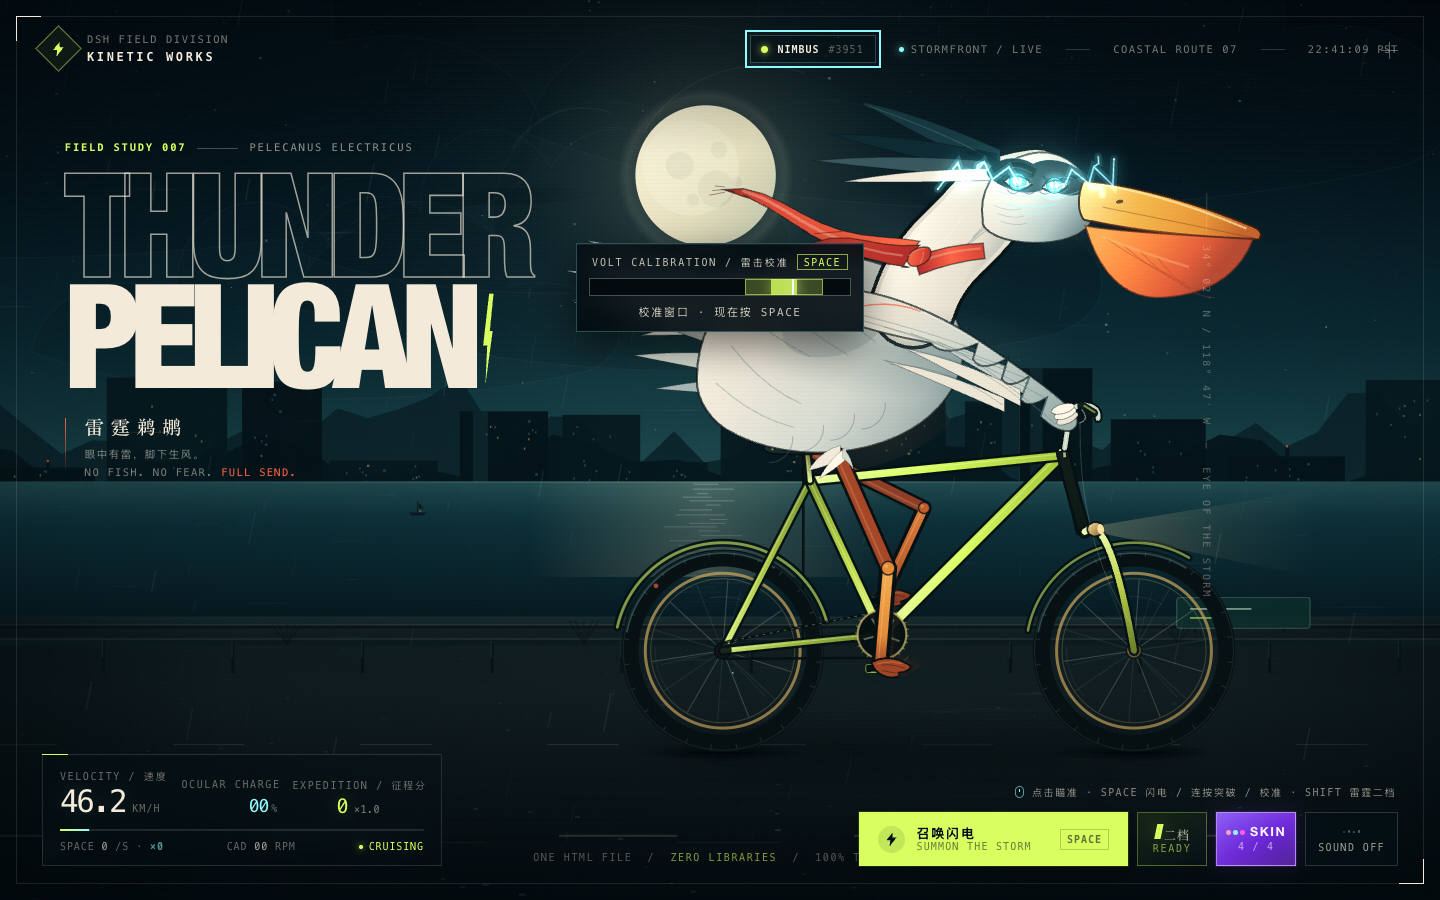 DSH FIELD DIVISION
KINETIC WORKS
NIMBUS #3951
STORMFRONT / LIVE
COASTAL ROUTE 07
22:41:09 PST
FIELD STUDY 007
PELECANUS ELECTRICUS
THUNDER
PELICAN
雷霆鹈鹕
眼中有雷，脚下生风。
NO FISH. NO FEAR. FULL SEND.
VOLT CALIBRATION / 雷击校准 SPACE
校准窗口 · 现在按 SPACE
34° 02' N / 118° 47' W — EYE OF THE STORM
VELOCITY / 速度
46.2 KM/H
OCULAR CHARGE
00%
EXPEDITION / 征程分
0 ×1.0
SPACE 0 /S · ×0
CAD 00 RPM
CRUISING
ONE HTML FILE / ZERO LIBRARIES / 100% T
点击瞄准 · SPACE 闪电 / 连按突破 / 校准 · SHIFT 雷霆二档
召唤闪电
SUMMON THE STORM
SPACE
二档
READY
SKIN
4 / 4
SOUND OFF